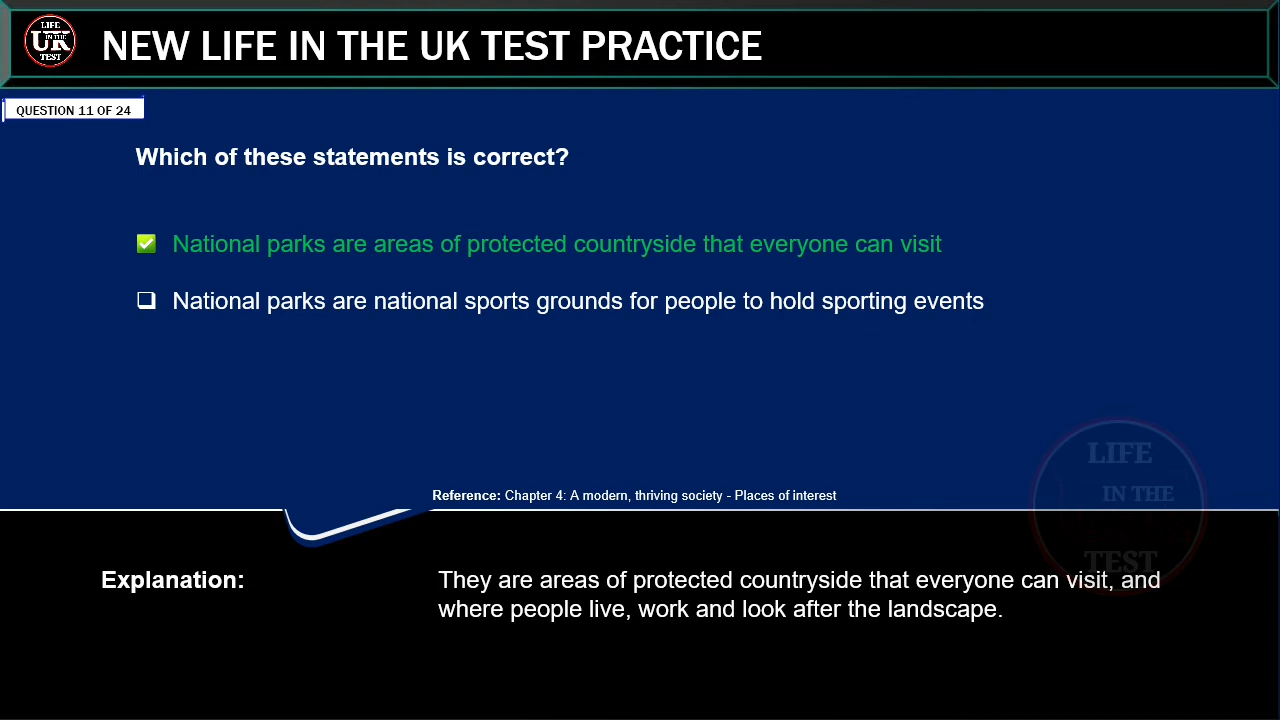 LIFE
UK
IN THE
TEST
NEW LIFE IN THE UK TEST PRACTICE
QUESTION 11 OF 24
Which of these statements is correct?
National parks are areas of protected countryside that everyone can visit
National parks are national sports grounds for people to hold sporting events
LIFE
IN THE
TEST
Reference: Chapter 4: A modern, thriving society - Places of interest
Explanation:
They are areas of protected countryside that everyone can visit, and
where people live, work and look after the landscape.